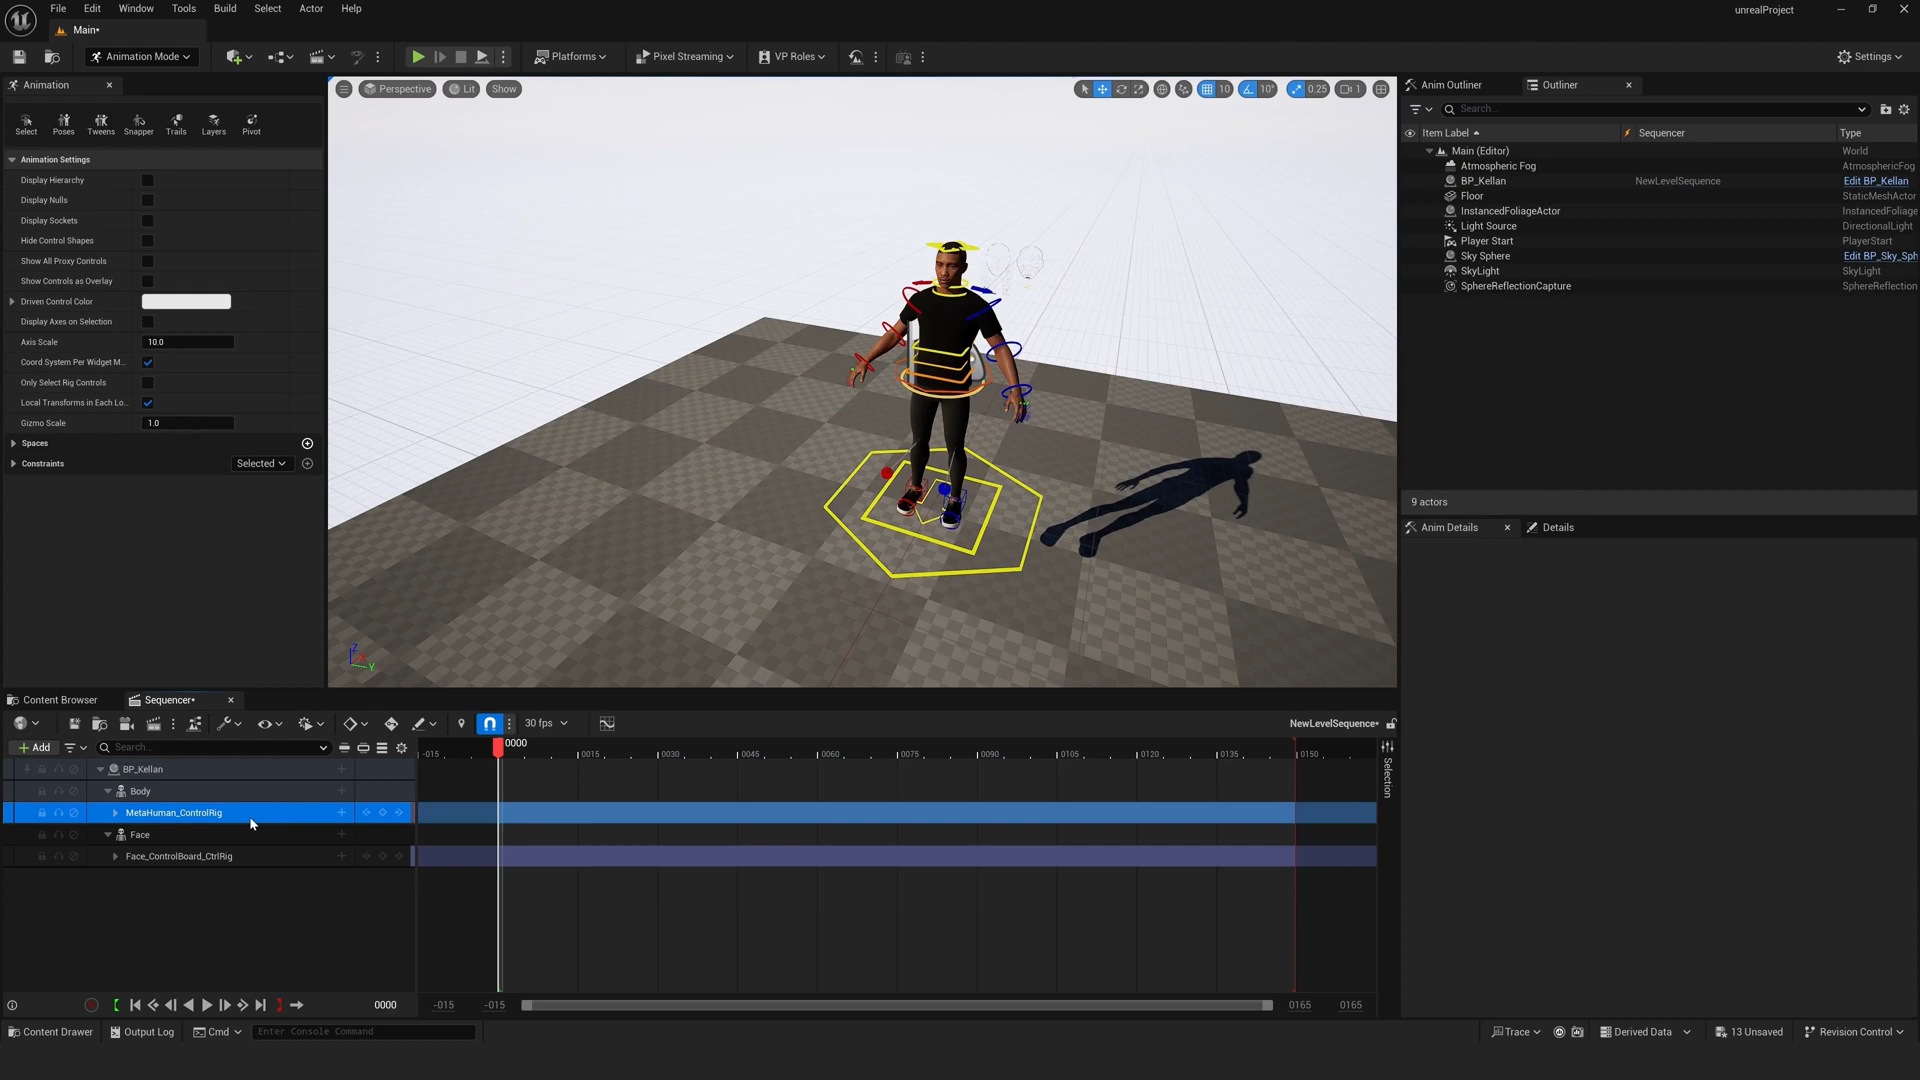 File Edit Window Tools Build Select Actor Help
unrealProject
Main*
Animation Mode
Platforms
Pixel Streaming
VP Roles
Settings
Animation
Select Poses Tweens Snapper Trails Layers Pivot
Animation Settings
Display Hierarchy
Display Nulls
Display Sockets
Hide Control Shapes
Show All Proxy Controls
Show Controls as Overlay
Driven Control Color
Display Axes on Selection
Axis Scale 10.0
Coord System Per Widget M...
Only Select Rig Controls
Local Transforms in Each Lo...
Gizmo Scale 1.0
Spaces
Constraints Selected
Perspective Lit Show
10 10° 0.25 1
Z
Y
Anim Outliner Outliner
Search...
Item Label Sequencer Type
Main (Editor) World
Atmospheric Fog AtmosphericFog
BP_Kellan NewLevelSequence Edit BP_Kellan
Floor StaticMeshActor
InstancedFoliageActor InstancedFoliage
Light Source DirectionalLight
Player Start PlayerStart
Sky Sphere Edit BP_Sky_Sph
SkyLight SkyLight
SphereReflectionCapture SphereReflection
9 actors
Anim Details Details
Content Browser Sequencer*
30 fps
NewLevelSequence*
Add
Search...
0000
-015 0015 0030 0045 0060 0075 0090 0105 0120 0135 0150
Selection
BP_Kellan
Body
MetaHuman_ControlRig
Face
Face_ControlBoard_CtrlRig
0000 -015 -015 0165 0165
Content Drawer Output Log Cmd Enter Console Command
Trace Derived Data 13 Unsaved Revision Control